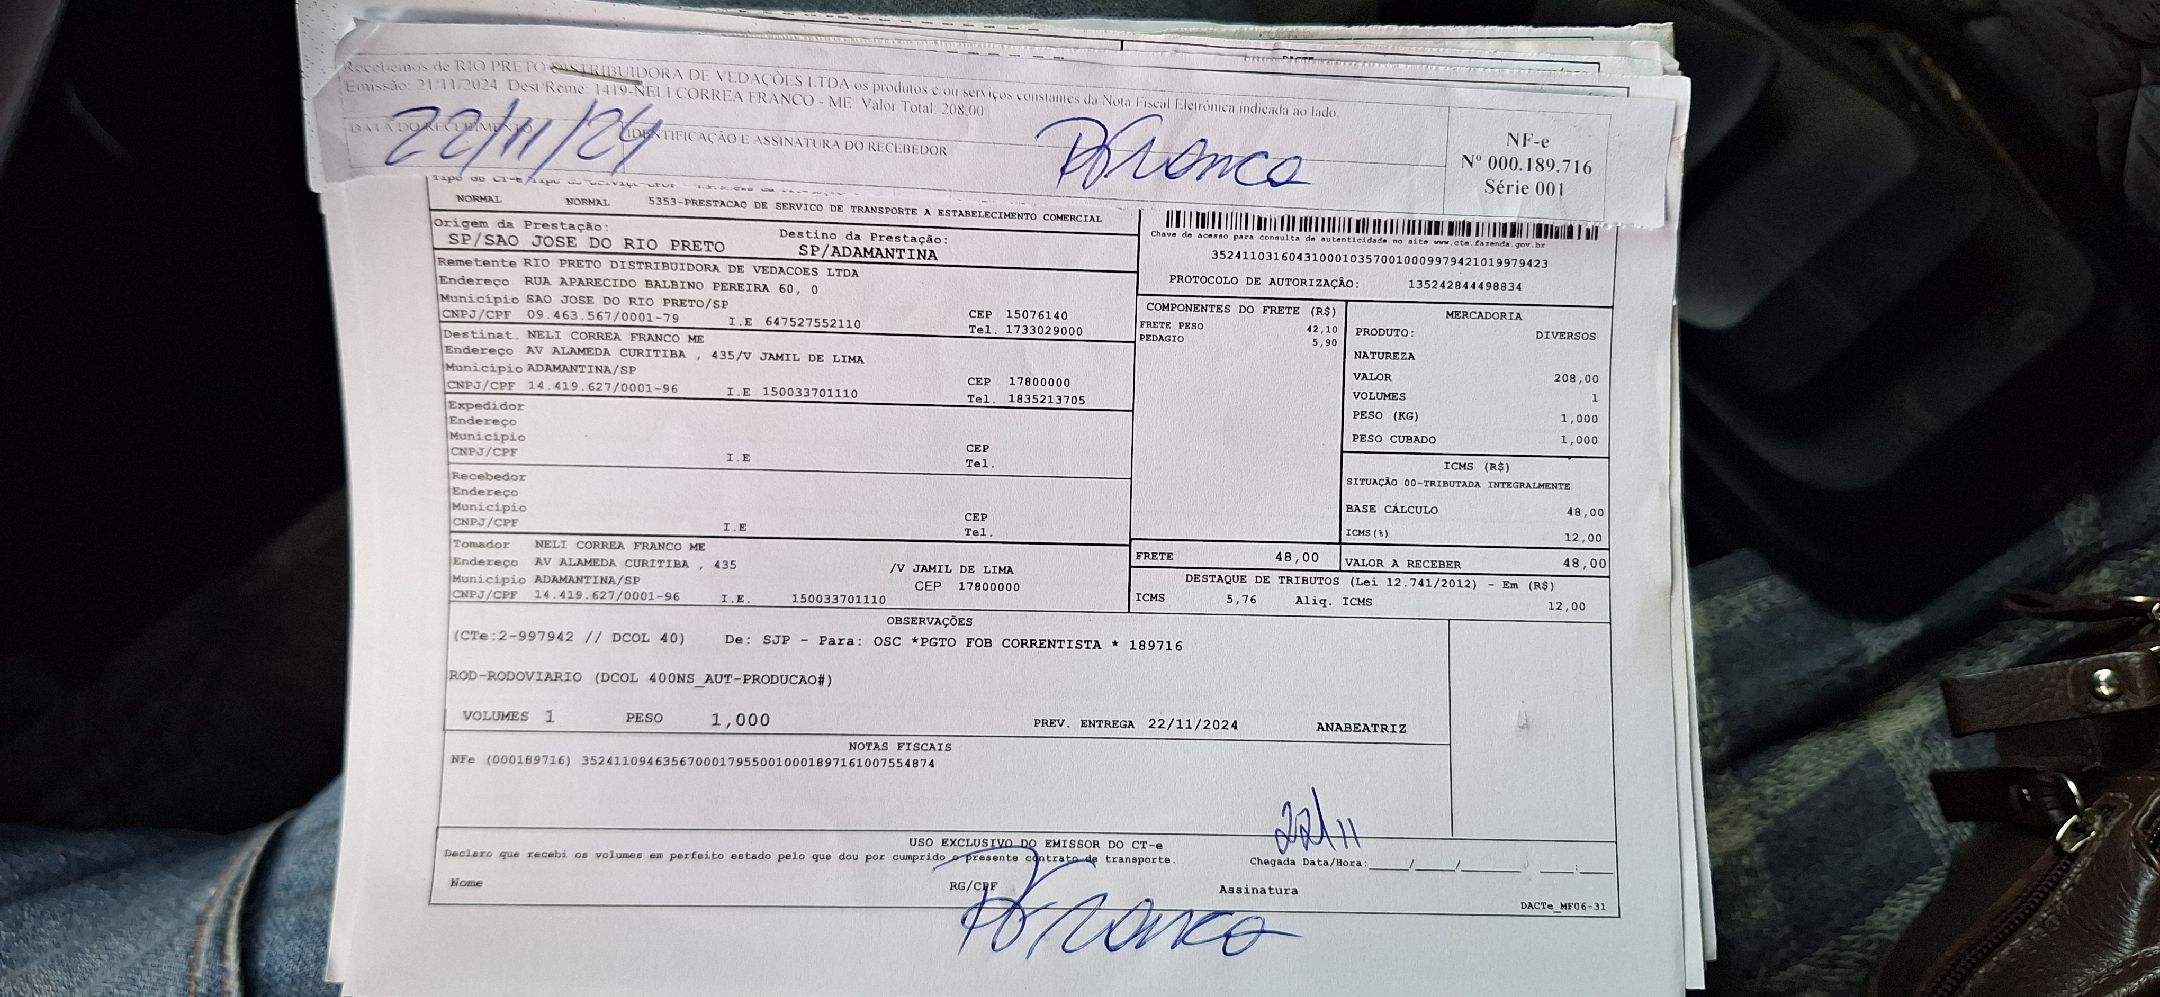 Recebemos de RIO PRETO DISTRIBUIDORA DE VEDAÇÕES LTDA os produtos e ou serviços constantes da Nota Fiscal Eletrônica indicada ao lado.
Emissão: 21/11/2024 Dest/Reme: 1419-NELI CORREA FRANCO - ME Valor Total: 208,00
DATA DO RECEBIMENTO IDENTIFICAÇÃO E ASSINATURA DO RECEBEDOR
22/11/24
NF-e
Nº 000.189.716
Série 001
NORMAL NORMAL 5353-PRESTACAO DE SERVICO DE TRANSPORTE A ESTABELECIMENTO COMERCIAL
Origem da Prestação: Destino da Prestação:
SP/SAO JOSE DO RIO PRETO SP/ADAMANTINA
Chave de acesso para consulta de autenticidade no site www.cte.fazenda.gov.br
35241103160431000103570010009979421019979423
PROTOCOLO DE AUTORIZAÇÃO: 135242844498834
Remetente RIO PRETO DISTRIBUIDORA DE VEDACOES LTDA
Endereço RUA APARECIDO BALBINO PEREIRA 60, 0
Município SAO JOSE DO RIO PRETO/SP CEP 15076140
CNPJ/CPF 09.463.567/0001-79 I.E 647527552110 Tel. 1733029000
Destinat. NELI CORREA FRANCO ME
Endereço AV ALAMEDA CURITIBA , 435/V JAMIL DE LIMA
Município ADAMANTINA/SP CEP 17800000
CNPJ/CPF 14.419.627/0001-96 I.E 150033701110 Tel. 1835213705
Expedidor
Endereço
Município CEP
CNPJ/CPF I.E Tel.
Recebedor
Endereço
Município CEP
CNPJ/CPF I.E Tel.
Tomador NELI CORREA FRANCO ME
Endereço AV ALAMEDA CURITIBA , 435 /V JAMIL DE LIMA
Município ADAMANTINA/SP CEP 17800000
CNPJ/CPF 14.419.627/0001-96 I.E. 150033701110
COMPONENTES DO FRETE (R$)
FRETE PESO 42,10
PEDAGIO 5,90
MERCADORIA
PRODUTO: DIVERSOS
NATUREZA
VALOR 208,00
VOLUMES 1
PESO (KG) 1,000
PESO CUBADO 1,000
ICMS (R$)
SITUAÇÃO 00-TRIBUTADA INTEGRALMENTE
BASE CÁLCULO 48,00
ICMS(%) 12,00
FRETE 48,00 VALOR A RECEBER 48,00
DESTAQUE DE TRIBUTOS (Lei 12.741/2012) - Em (R$)
ICMS 5,76 Aliq. ICMS 12,00
OBSERVAÇÕES
(CTe:2-997942 // DCOL 40) De: SJP - Para: OSC *PGTO FOB CORRENTISTA * 189716
ROD-RODOVIARIO (DCOL 400NS_AUT-PRODUCAO#)
VOLUMES 1 PESO 1,000 PREV. ENTREGA 22/11/2024 ANABEATRIZ
NOTAS FISCAIS
NFe (000189716) 35241109463567000179550010001897161007554874
22/11
USO EXCLUSIVO DO EMISSOR DO CT-e
Declaro que recebi os volumes em perfeito estado pelo que dou por cumprido o presente contrato de transporte. Chegada Data/Hora:____/____/______ ____:____
Nome RG/CPF Assinatura
DACTe_MF06-31